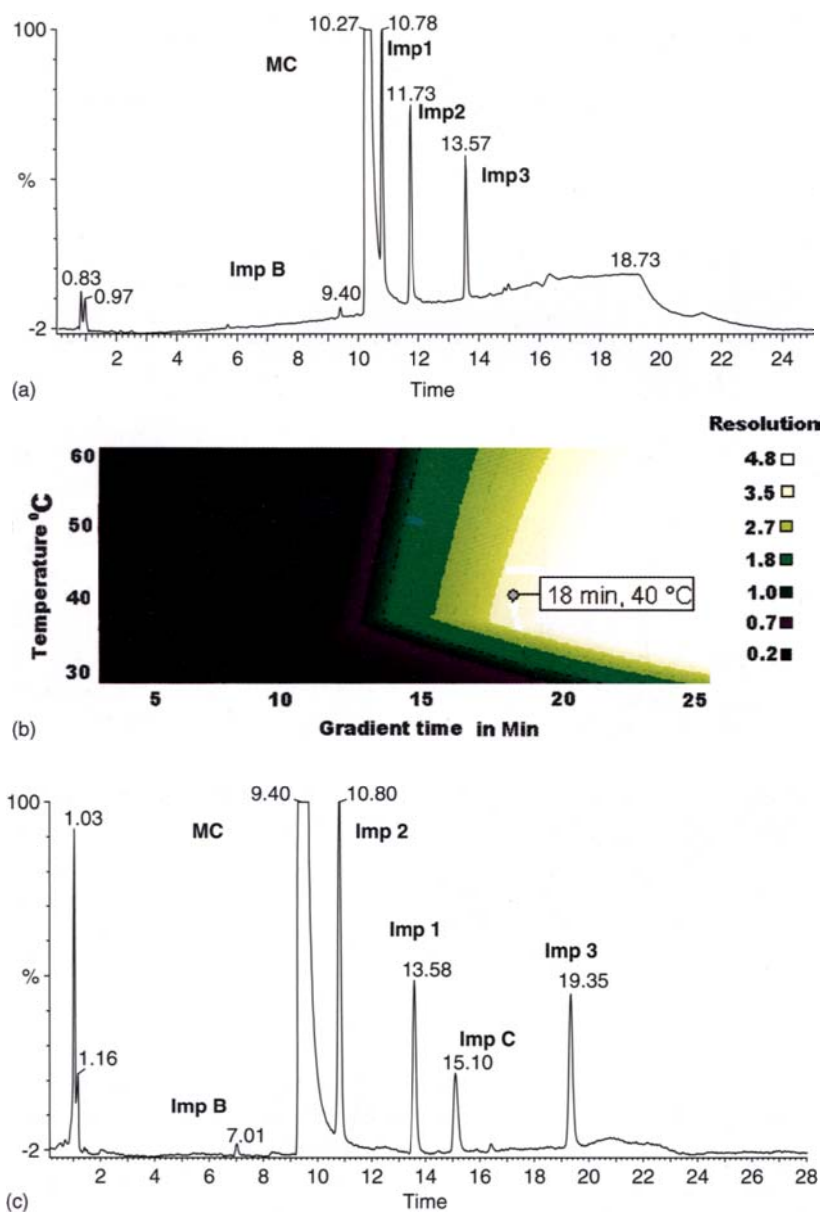 100
10.27
10.78
Imp1
MC
11.73
Imp2
13.57
Imp3
%
Imp B
18.73
0.83
0.97
9.40
-2
2 4 6 8 10 12 14 16 18 20 22 24
(a)
Time
Resolution
60
50
40
30
Temperature ⁰C
18 min, 40 °C
4.8
3.5
2.7
1.8
1.0
0.7
0.2
5 10 15 20 25
(b)
Gradient time in Min
100
9.40
10.80
1.03
MC
Imp 2
Imp 1
13.58
Imp 3
19.35
%
Imp C
15.10
1.16
Imp B
7.01
-2
2 4 6 8 10 12 14 16 18 20 22 24 26 28
(c)
Time